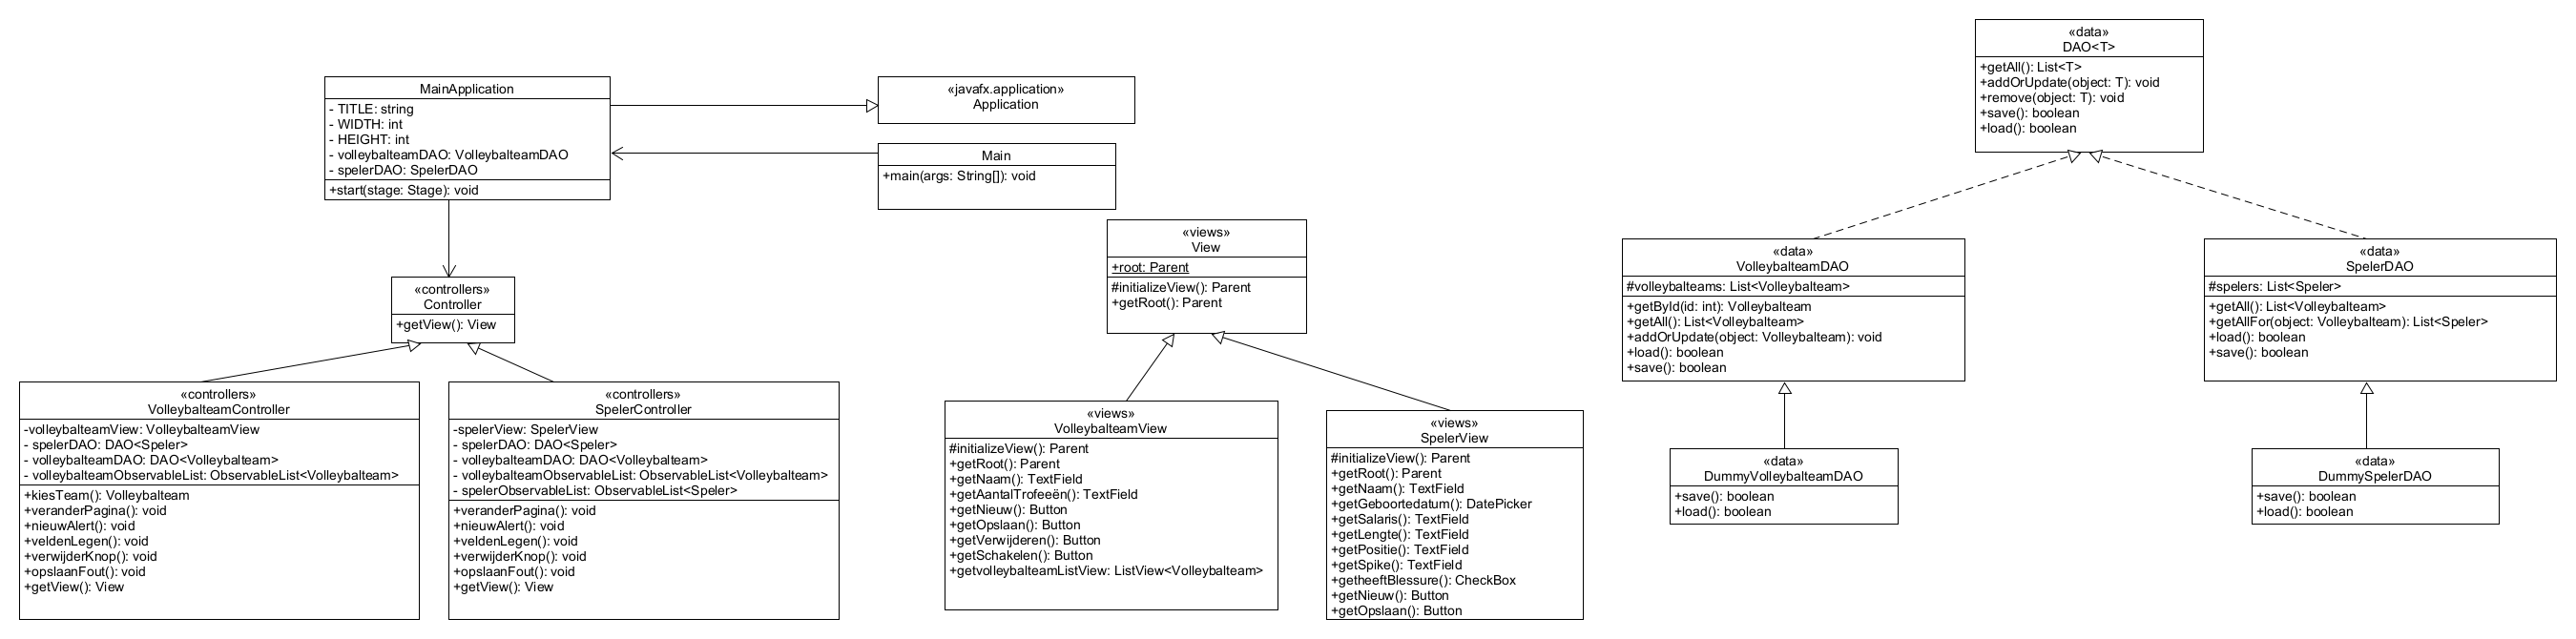 MainApplication
- TITLE: string
- WIDTH: int
- HEIGHT: int
- volleybalteamDAO: VolleybalteamDAO
- spelerDAO: SpelerDAO
+start(stage: Stage): void
«javafx.application»
Application
Main
+main(args: String[]): void
«controllers»
Controller
+getView(): View
«controllers»
VolleybalteamController
-volleybalteamView: VolleybalteamView
- spelerDAO: DAO<Speler>
- volleybalteamDAO: DAO<Volleybalteam>
- volleybalteamObservableList: ObservableList<Volleybalteam>
+kiesTeam(): Volleybalteam
+veranderPagina(): void
+nieuwAlert(): void
+veldenLegen(): void
+verwijderKnop(): void
+opslaanFout(): void
+getView(): View
«controllers»
SpelerController
-spelerView: SpelerView
- spelerDAO: DAO<Speler>
- volleybalteamDAO: DAO<Volleybalteam>
- volleybalteamObservableList: ObservableList<Volleybalteam>
- spelerObservableList: ObservableList<Speler>
+veranderPagina(): void
+nieuwAlert(): void
+veldenLegen(): void
+verwijderKnop(): void
+opslaanFout(): void
+getView(): View
«views»
View
+root: Parent
#initializeView(): Parent
+getRoot(): Parent
«views»
VolleybalteamView
#initializeView(): Parent
+getRoot(): Parent
+getNaam(): TextField
+getAantalTrofeeën(): TextField
+getNieuw(): Button
+getOpslaan(): Button
+getVerwijderen(): Button
+getSchakelen(): Button
+getvolleybalteamListView: ListView<Volleybalteam>
«views»
SpelerView
#initializeView(): Parent
+getRoot(): Parent
+getNaam(): TextField
+getGeboortedatum(): DatePicker
+getSalaris(): TextField
+getLengte(): TextField
+getPositie(): TextField
+getSpike(): TextField
+getheeftBlessure(): CheckBox
+getNieuw(): Button
+getOpslaan(): Button
«data»
DAO<T>
+getAll(): List<T>
+addOrUpdate(object: T): void
+remove(object: T): void
+save(): boolean
+load(): boolean
«data»
VolleybalteamDAO
#volleybalteams: List<Volleybalteam>
+getById(id: int): Volleybalteam
+getAll(): List<Volleybalteam>
+addOrUpdate(object: Volleybalteam): void
+load(): boolean
+save(): boolean
«data»
SpelerDAO
#spelers: List<Speler>
+getAll(): List<Volleybalteam>
+getAllFor(object: Volleybalteam): List<Speler>
+load(): boolean
+save(): boolean
«data»
DummyVolleybalteamDAO
+save(): boolean
+load(): boolean
«data»
DummySpelerDAO
+save(): boolean
+load(): boolean